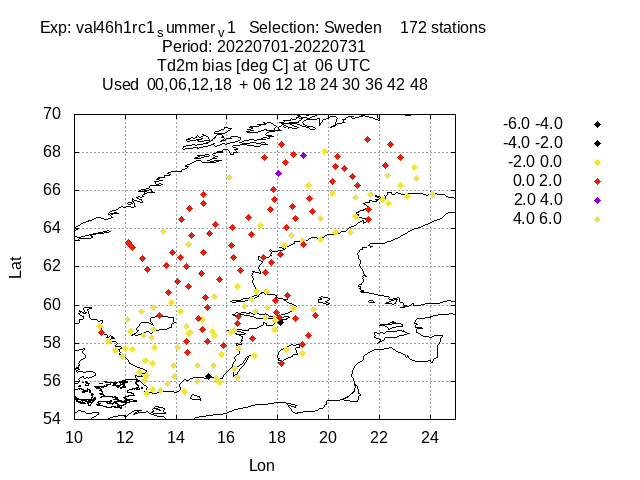 Exp: val46h1rc1 s ummer v 1 Selection: Sweden 172 stations
Period: 20220701-20220731
Td2m bias [deg C] at 06 UTC
Used 00,06,12,18 + 06 12 18 24 30 36 42 48
70
68
66
64
62
60
58
56
54
Lat
10 12 14 16 18 20 22 24
Lon
-6.0 -4.0
-4.0 -2.0
-2.0 0.0
0.0 2.0
2.0 4.0
4.0 6.0